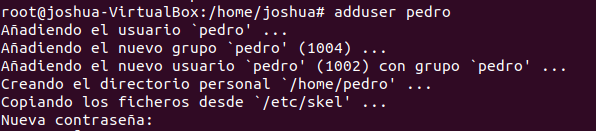 root@joshua-VirtualBox:/home/joshua# adduser pedro
Añadiendo el usuario `pedro' ...
Añadiendo el nuevo grupo `pedro' (1004) ...
Añadiendo el nuevo usuario `pedro' (1002) con grupo `pedro' ...
Creando el directorio personal `/home/pedro' ...
Copiando los ficheros desde `/etc/skel' ...
Nueva contraseña: